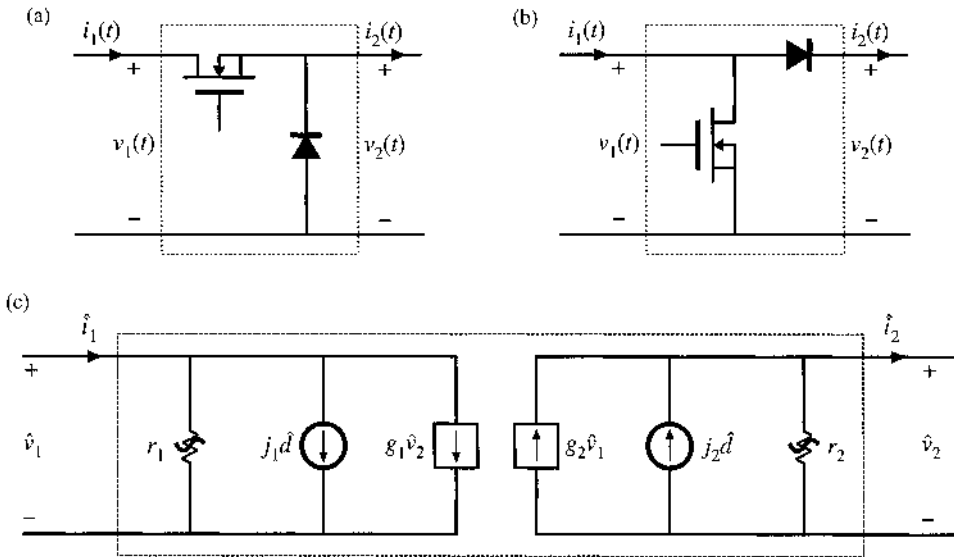 (a)
i₁(t)
i₂(t)
+
+
v₁(t)
v₂(t)
−
−
(b)
i₁(t)
i₂(t)
+
+
v₁(t)
v₂(t)
−
−
(c)
î₁
î₂
+
+
v̂₁
r₁
j₁d̂
g₁v̂₂
g₂v̂₁
j₂d̂
r₂
v̂₂
−
−